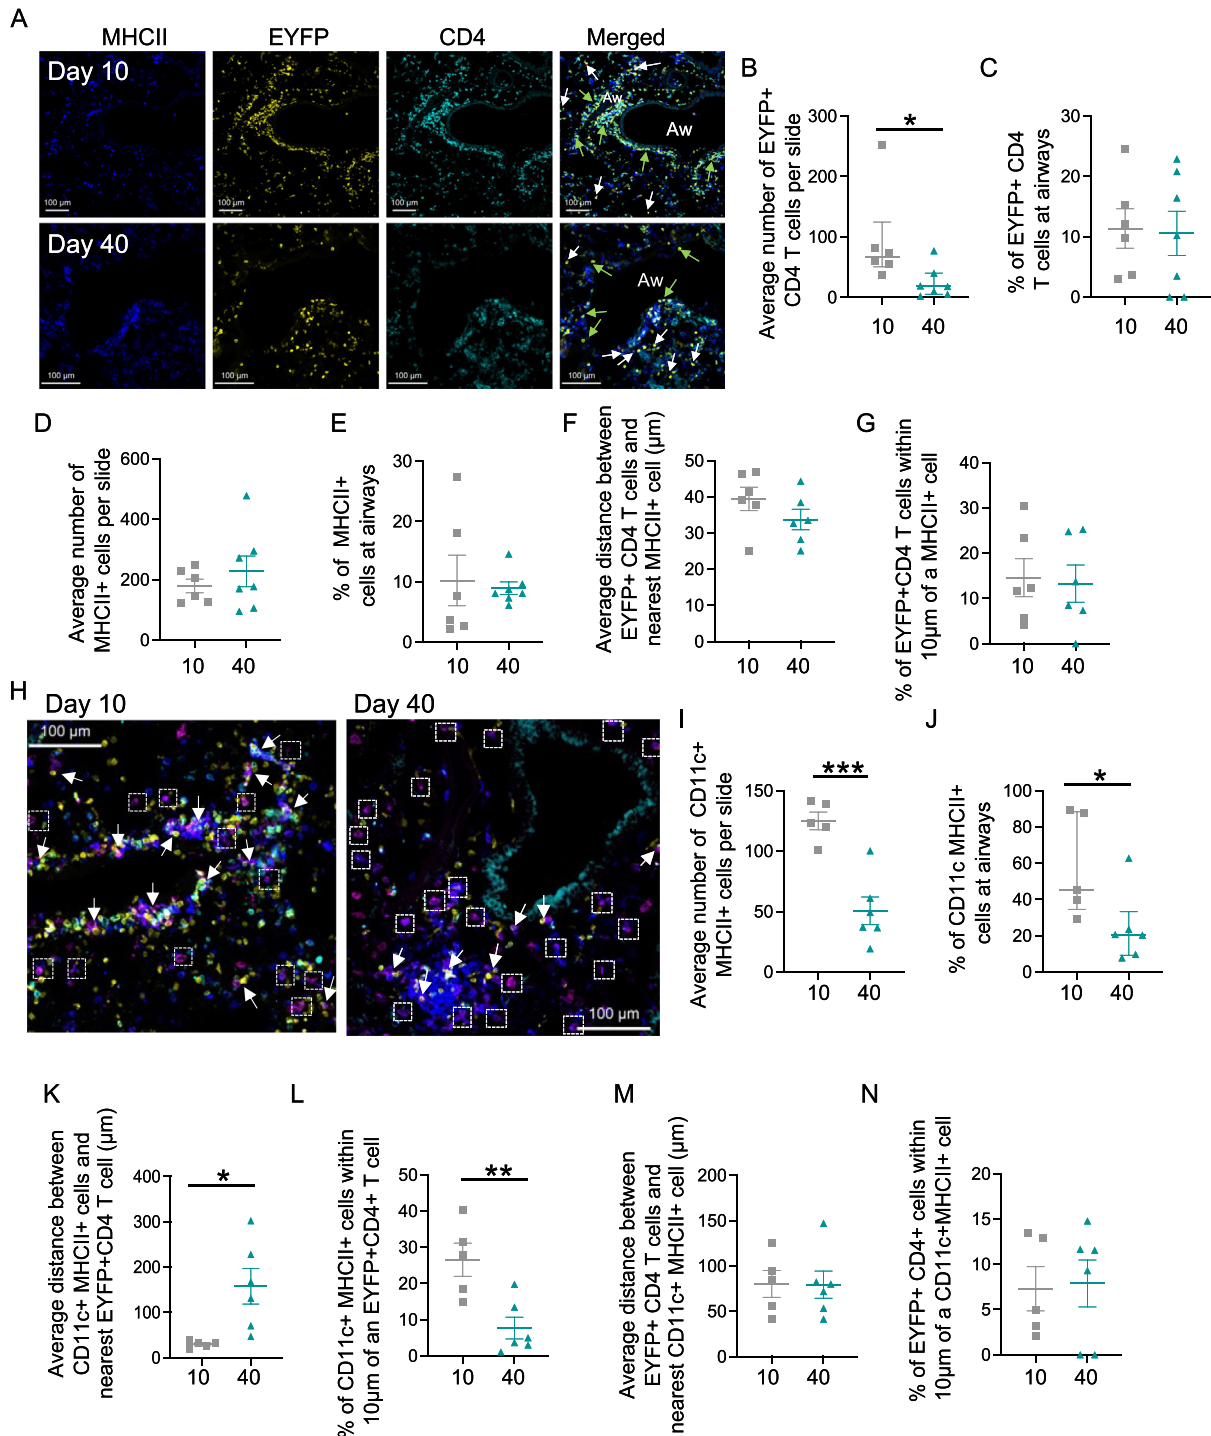 A
MHCII
EYFP
CD4
Merged
Day 10
Aw
Aw
100 µm
100 µm
100 µm
100 µm
Day 40
Aw
100 µm
100 µm
100 µm
100 µm
B
Average number of EYFP+
CD4 T cells per slide
300
200
100
0
*
10
40
C
% of EYFP+ CD4
T cells at airways
30
20
10
0
10
40
D
Average number of
MHCII+ cells per slide
600
400
200
0
10
40
E
% of MHCII+
cells at airways
30
20
10
0
10
40
F
Average distance between
EYFP+ CD4 T cells and
nearest MHCII+ cell (µm)
50
40
30
20
10
0
10
40
G
% of EYFP+CD4 T cells within
10µm of a MHCII+ cell
40
30
20
10
0
10
40
H
Day 10
100 µm
Day 40
100 µm
I
Average number of CD11c+
MHCII+ cells per slide
150
100
50
0
***
10
40
J
% of CD11c MHCII+
cells at airways
100
80
60
40
20
0
*
10
40
K
Average distance between
CD11c+ MHCII+ cells and
nearest EYFP+CD4 T cell (µm)
400
300
200
100
0
*
10
40
L
% of CD11c+ MHCII+ cells within
10µm of an EYFP+CD4+ T cell
50
40
30
20
10
0
**
10
40
M
Average distance between
EYFP+ CD4 T cells and
nearest CD11c+ MHCII+ cell (µm)
200
150
100
50
0
10
40
N
% of EYFP+ CD4+ cells within
10µm of a CD11c+MHCII+ cell
20
15
10
5
0
10
40